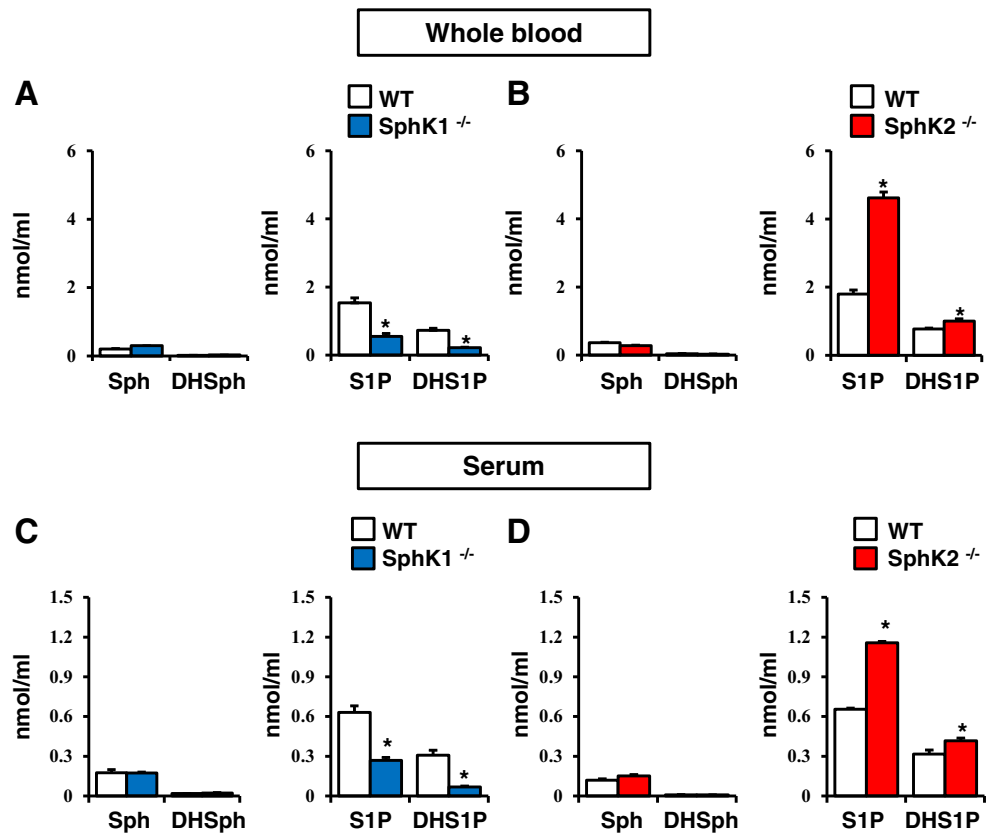 Whole blood
A
WT
SphK1 -/-
B
WT
SphK2 -/-
nmol/ml
6
4
2
0
Sph DHSph
nmol/ml
6
4
2
0
*
*
S1P DHS1P
nmol/ml
6
4
2
0
Sph DHSph
nmol/ml
6
4
2
0
*
*
S1P DHS1P
Serum
C
WT
SphK1 -/-
D
WT
SphK2 -/-
nmol/ml
1.5
1.2
0.9
0.6
0.3
0
Sph DHSph
nmol/ml
1.5
1.2
0.9
0.6
0.3
0
*
*
S1P DHS1P
nmol/ml
1.5
1.2
0.9
0.6
0.3
0
Sph DHSph
nmol/ml
1.5
1.2
0.9
0.6
0.3
0
*
*
S1P DHS1P